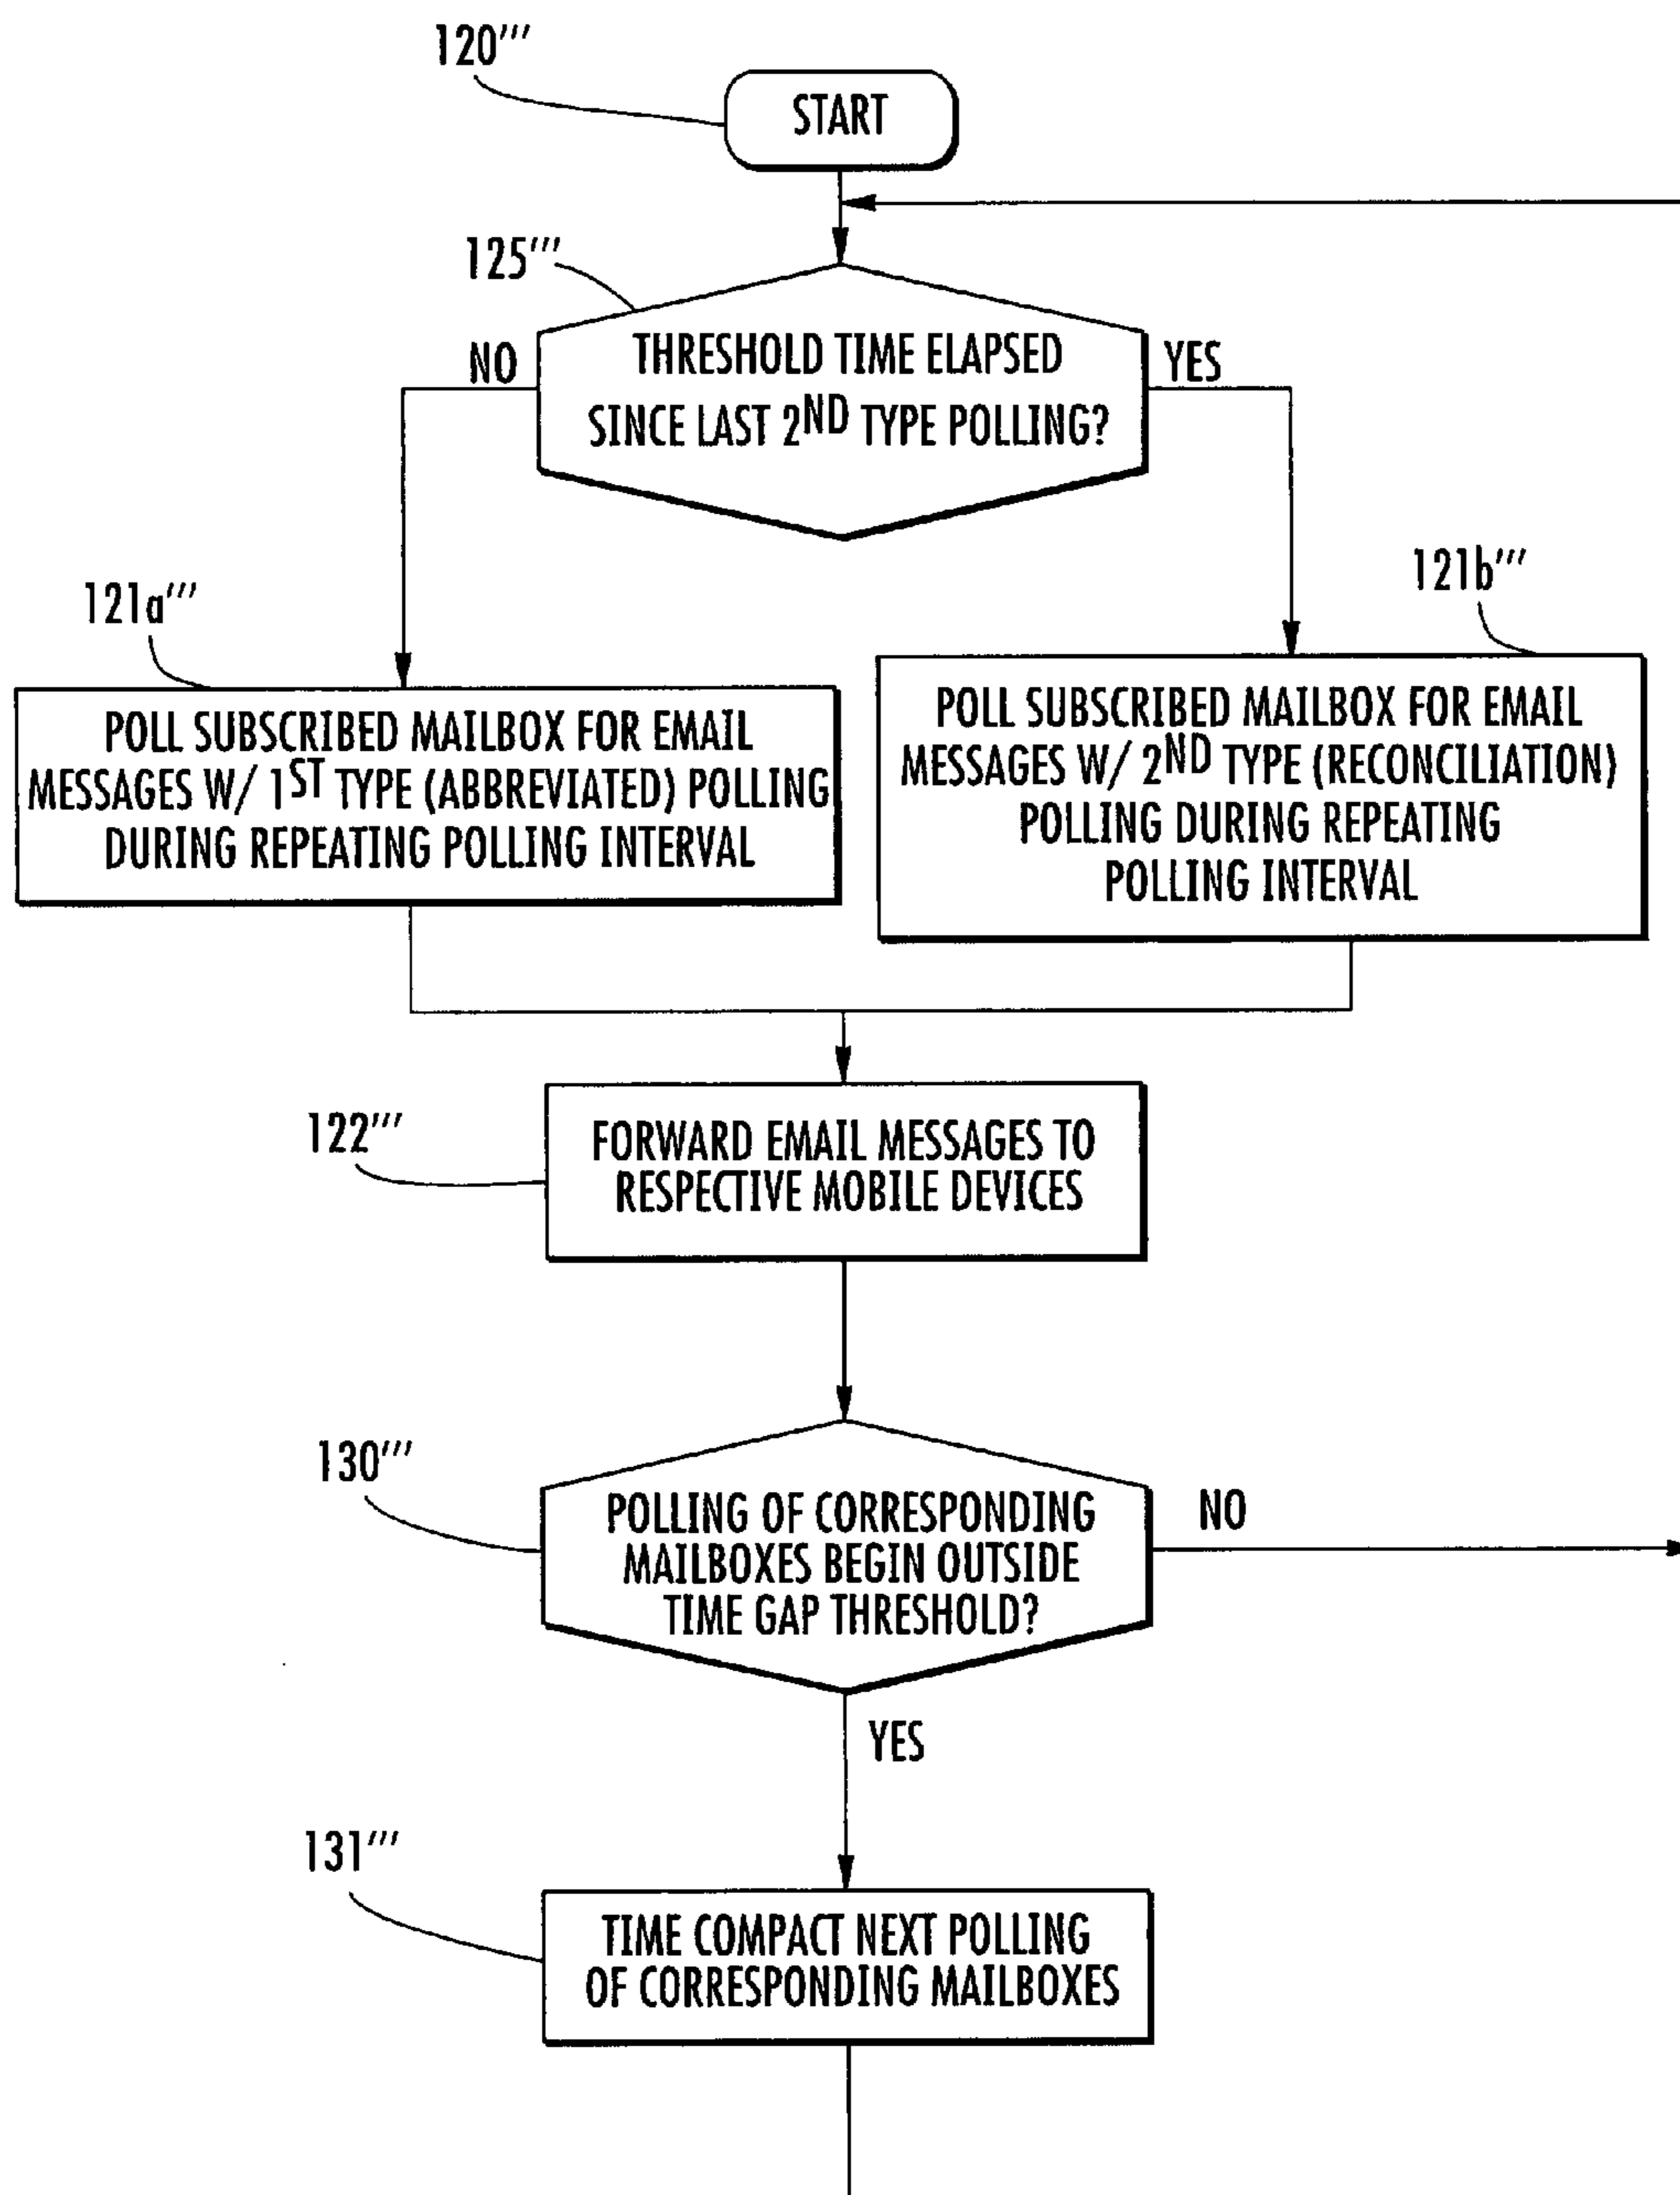 120'''
START
125'''
NO
THRESHOLD TIME ELAPSED
SINCE LAST 2ND TYPE POLLING?
YES
121a'''
121b'''
POLL SUBSCRIBED MAILBOX FOR EMAIL
MESSAGES W/ 1ST TYPE (ABBREVIATED) POLLING
DURING REPEATING POLLING INTERVAL
POLL SUBSCRIBED MAILBOX FOR EMAIL
MESSAGES W/ 2ND TYPE (RECONCILIATION)
POLLING DURING REPEATING
POLLING INTERVAL
122'''
FORWARD EMAIL MESSAGES TO
RESPECTIVE MOBILE DEVICES
130'''
POLLING OF CORRESPONDING
MAILBOXES BEGIN OUTSIDE
TIME GAP THRESHOLD?
NO
YES
131'''
TIME COMPACT NEXT POLLING
OF CORRESPONDING MAILBOXES